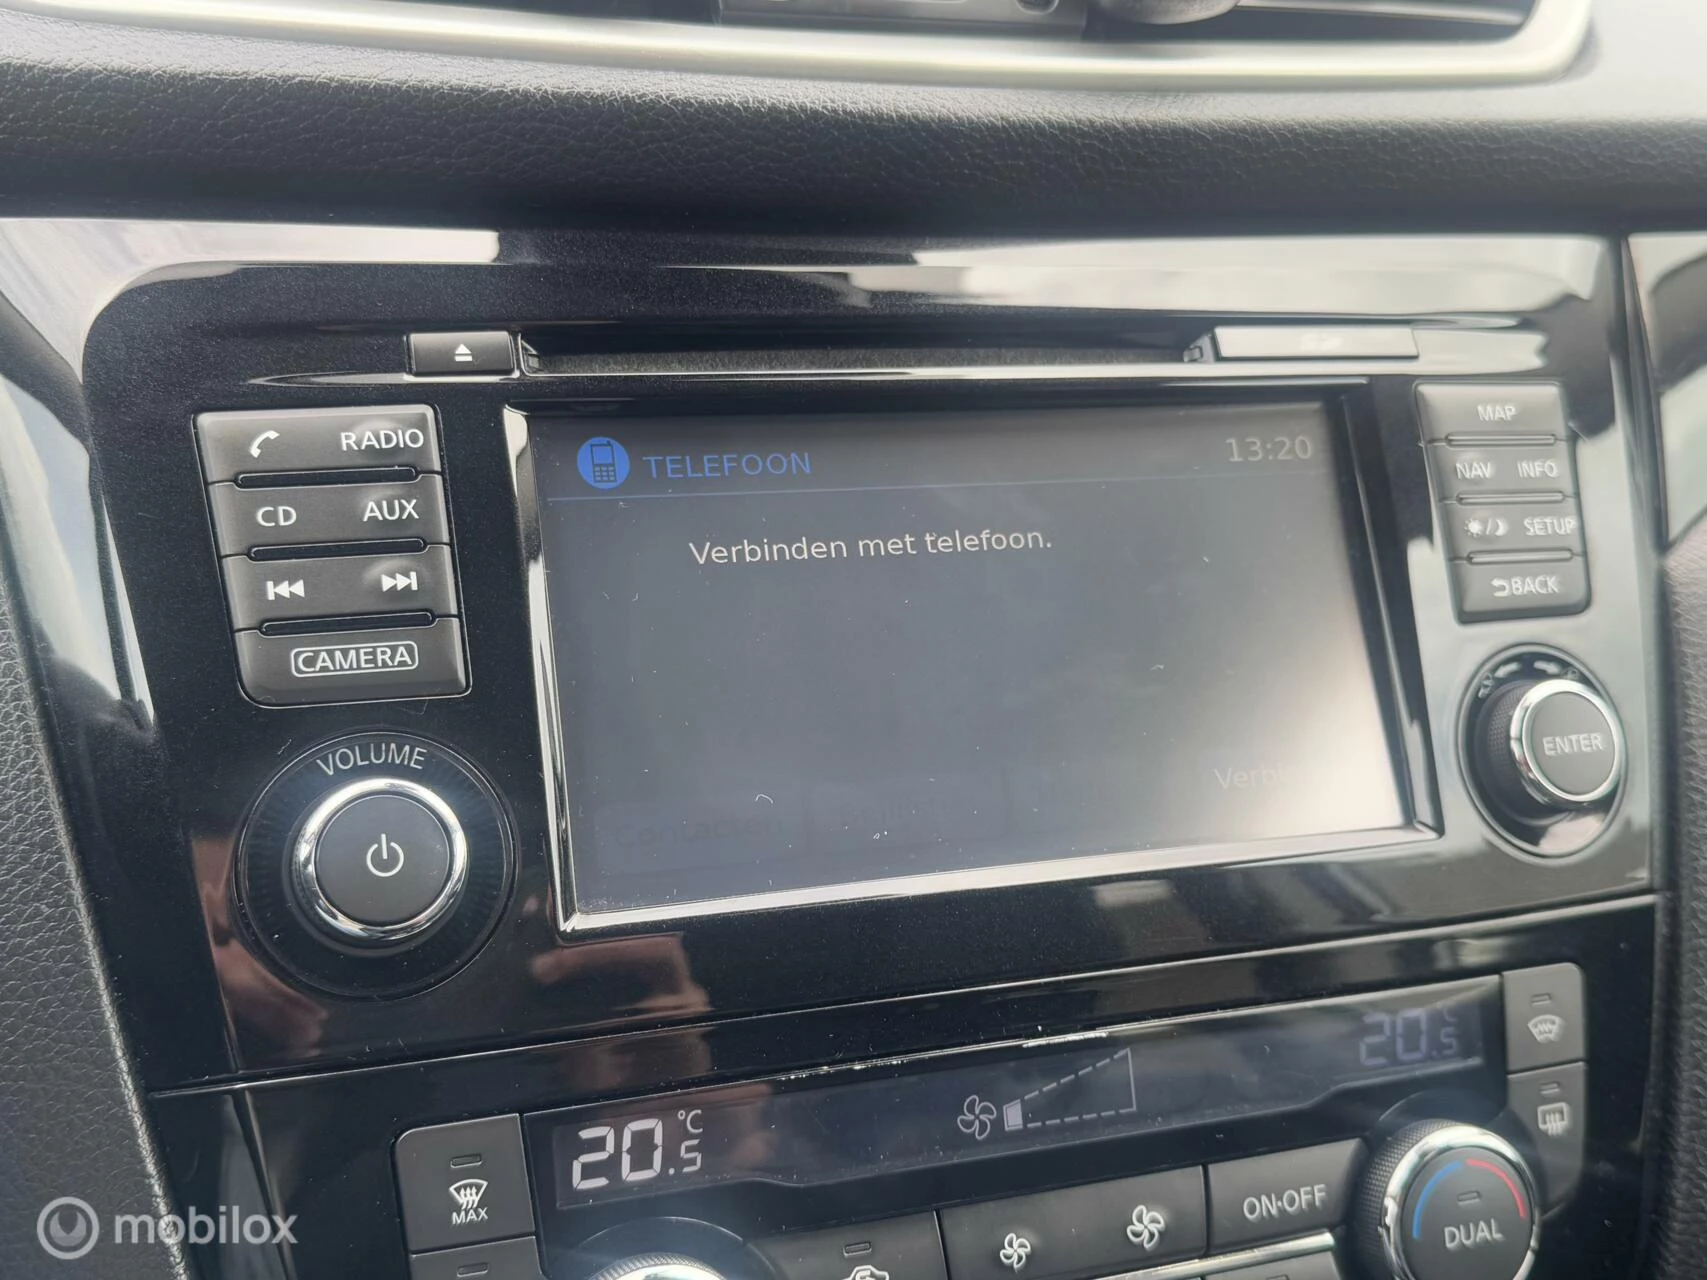 RADIO
CD AUX
CAMERA
VOLUME
TELEFOON 13:20
Verbinden met telefoon.
Contacten
MAP
NAV INFO
SETUP
BACK
ENTER
20.5 °C
20.5 °C
MAX
ON·OFF
DUAL
mobilox